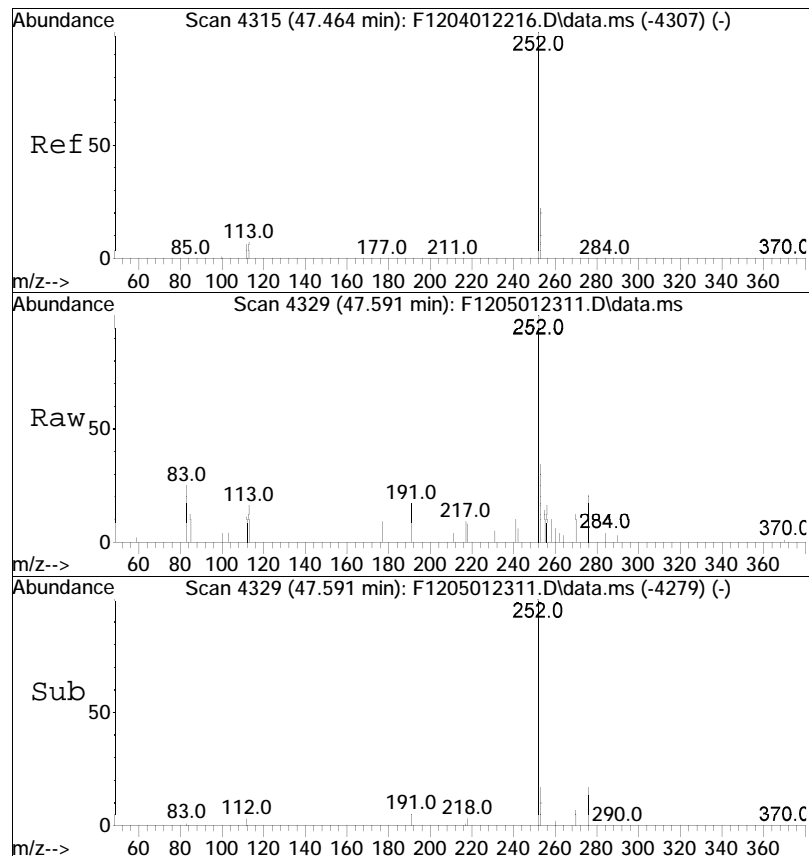 Abundance Scan 4315 (47.464 min): F1204012216.D\data.ms (-4307) (-)
252.0
Ref 50
113.0
85.0 177.0 211.0 284.0 370.0
0
m/z--> 60 80 100 120 140 160 180 200 220 240 260 280 300 320 340 360
Abundance Scan 4329 (47.591 min): F1205012311.D\data.ms
252.0
Raw 50
83.0
113.0 191.0
217.0
284.0
370.0
0
m/z--> 60 80 100 120 140 160 180 200 220 240 260 280 300 320 340 360
Abundance Scan 4329 (47.591 min): F1205012311.D\data.ms (-4279) (-)
252.0
Sub 50
83.0 112.0 191.0 218.0 290.0 370.0
0
m/z--> 60 80 100 120 140 160 180 200 220 240 260 280 300 320 340 360